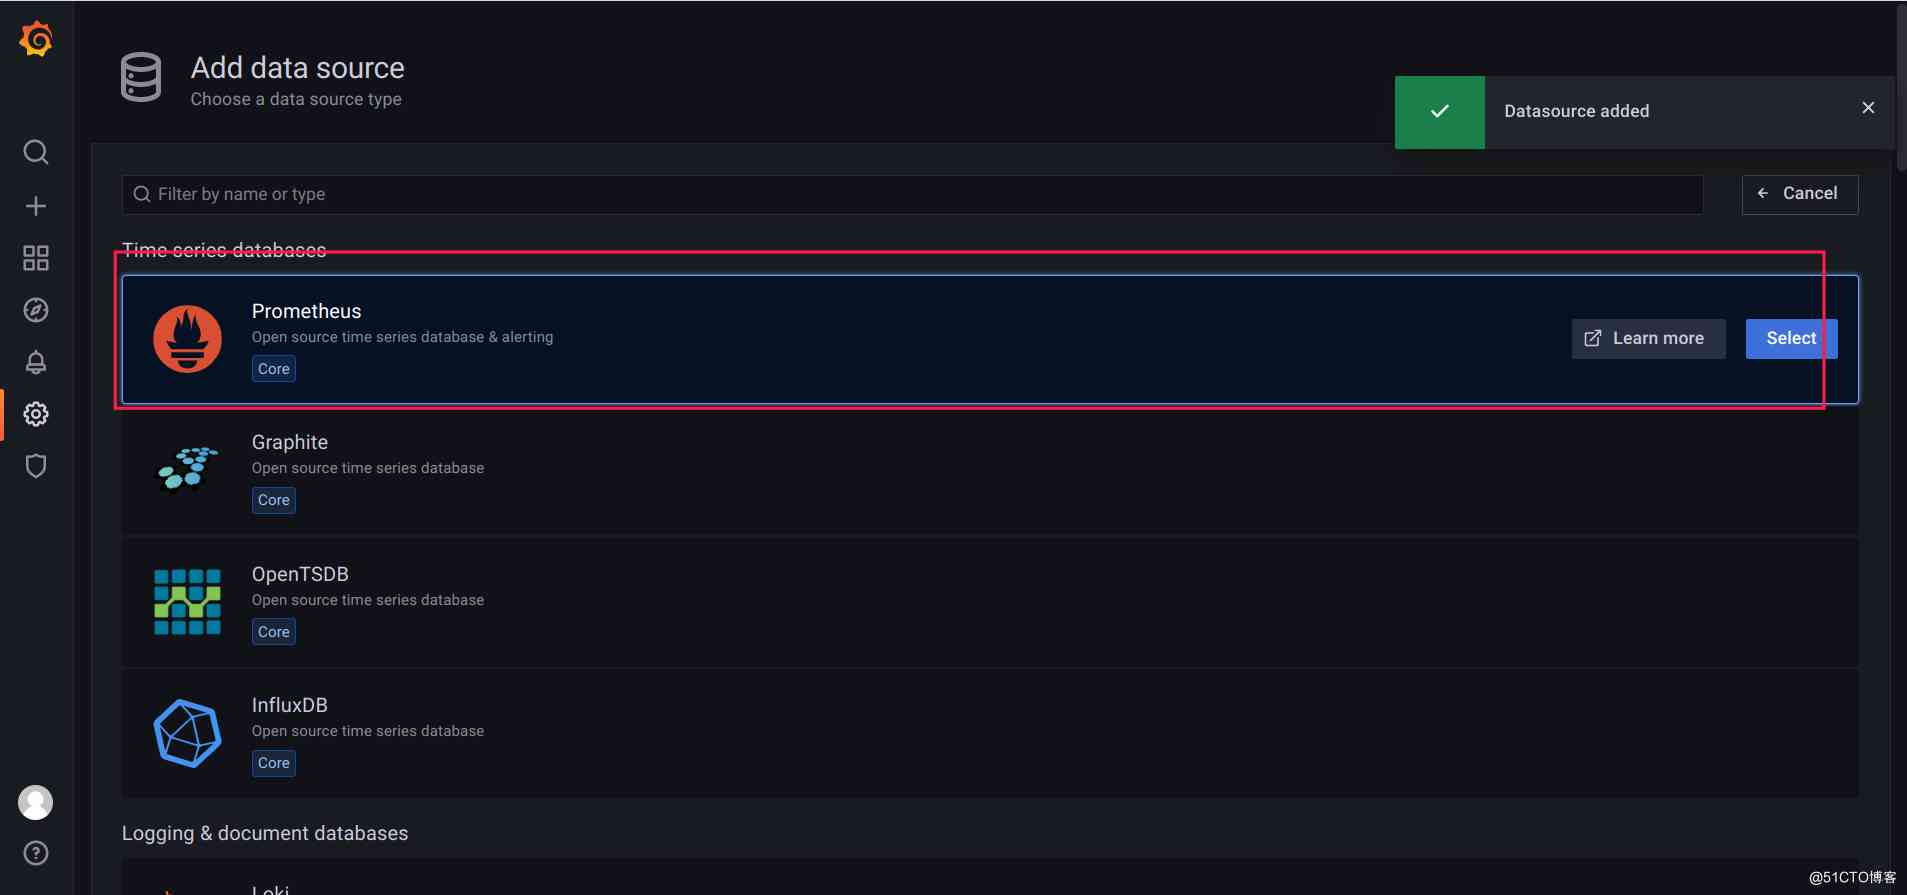 Add data source
Choose a data source type
Datasource added
Filter by name or type
Cancel
Time series databases
Prometheus
Open source time series database & alerting
Core
Learn more
Select
Graphite
Open source time series database
Core
OpenTSDB
Open source time series database
Core
InfluxDB
Open source time series database
Core
Logging & document databases
Loki
@51CTO博客